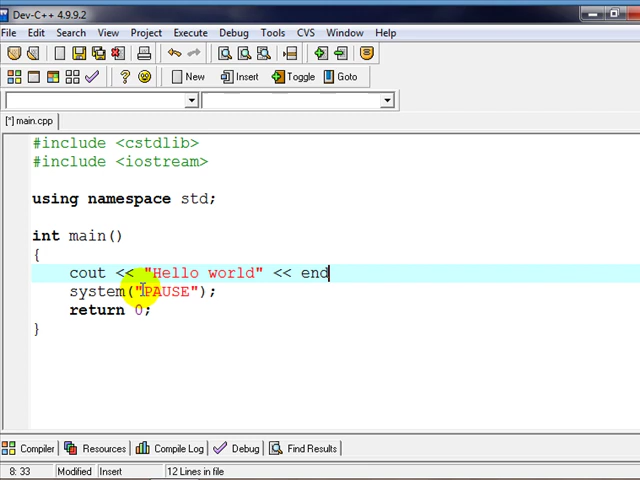 Dev-C++ 4.9.9.2
File Edit Search View Project Execute Debug Tools CVS Window Help
New Insert Toggle Goto
[*] main.cpp
#include <cstdlib>
#include <iostream>
using namespace std;
int main()
{
cout << "Hello world" << end
system("PAUSE");
return 0;
}
Compiler Resources Compile Log Debug Find Results
8: 33 Modified Insert 12 Lines in file